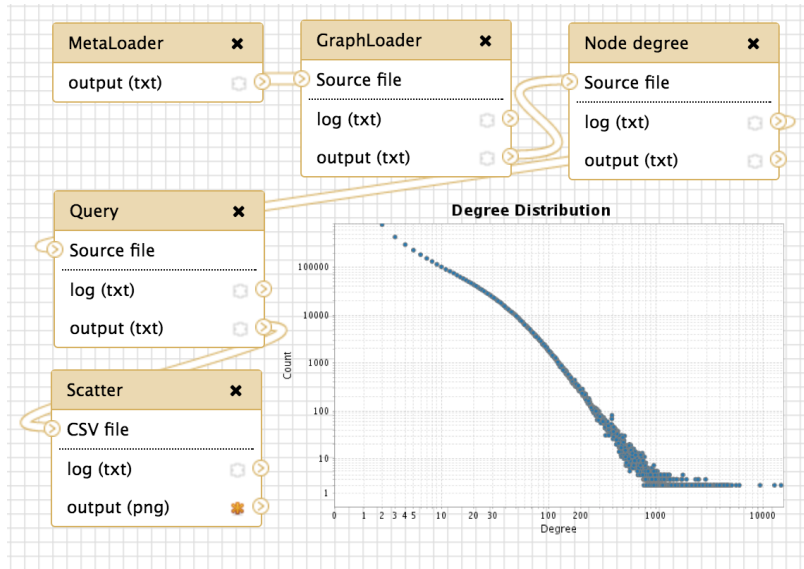 MetaLoader
output (txt)
GraphLoader
Source file
log (txt)
output (txt)
Node degree
Source file
log (txt)
output (txt)
Query
Source file
log (txt)
output (txt)
Scatter
CSV file
log (txt)
output (png)
Degree Distribution
Count
100000
10000
1000
100
10
1
0 1 2 3 4 5 10 20 30 100 200 1000 10000
Degree